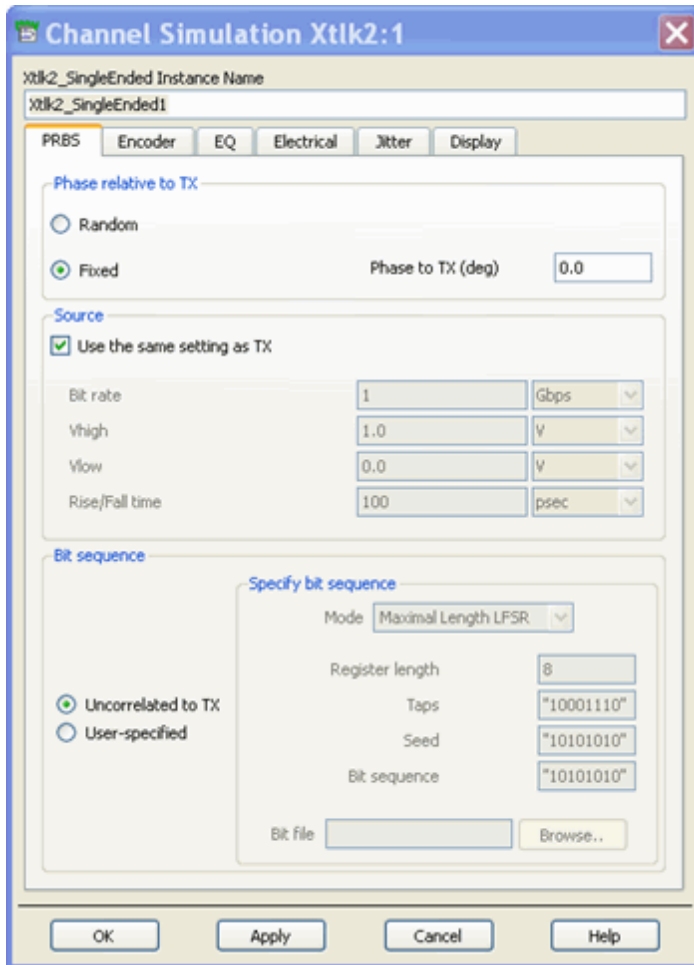 Channel Simulation Xtlk2:1
Xtlk2_SingleEnded Instance Name
Xtlk2_SingleEnded1
PRBS Encoder EQ Electrical Jitter Display
Phase relative to TX
Random
Fixed Phase to TX (deg) 0.0
Source
Use the same setting as TX
Bit rate 1 Gbps
Vhigh 1.0 V
Vlow 0.0 V
Rise/Fall time 100 psec
Bit sequence
Specify bit sequence
Mode Maximal Length LFSR
Register length 8
Uncorrelated to TX Taps "10001110"
User-specified Seed "10101010"
Bit sequence "10101010"
Bit file Browse..
OK Apply Cancel Help